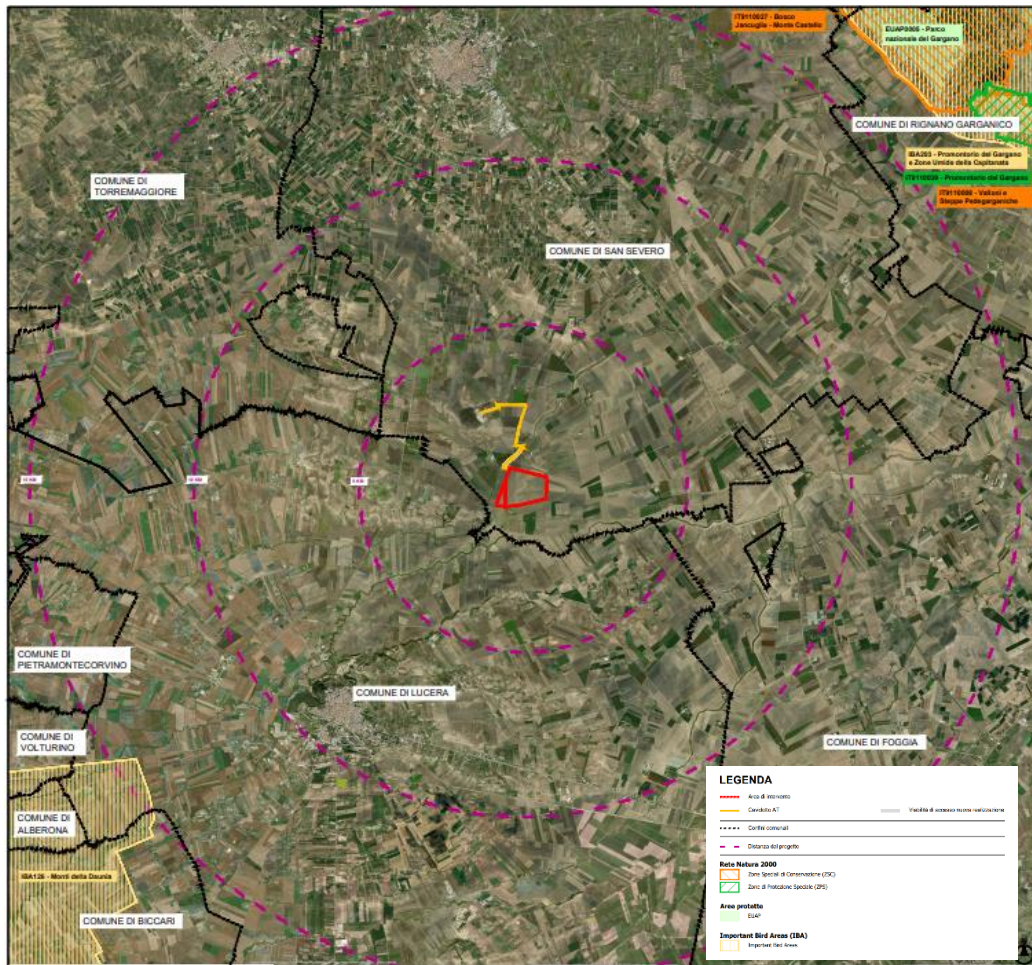 IT9110027 - Bosco
Jancuglia - Monte Castello
EUAP0005 - Parco
nazionale del Gargano
COMUNE DI RIGNANO GARGANICO
IBA203 - Promontorio del Gargano
e Zone Umide della Capitanata
IT9110039 - Promontorio del Gargano
IT9110008 - Valloni e
Steppe Pedegarganiche
COMUNE DI
TORREMAGGIORE
COMUNE DI SAN SEVERO
COMUNE DI
PIETRAMONTECORVINO
COMUNE DI LUCERA
COMUNE DI
VOLTURINO
COMUNE DI FOGGIA
COMUNE DI
ALBERONA
IBA126 - Monti della Daunia
COMUNE DI BICCARI
LEGENDA
Area di intervento
Cavidotto AT
Viabilità di accesso nuova realizzazione
Confini comunali
Distanza dal progetto
Rete Natura 2000
Zone Speciali di Conservazione (ZSC)
Zone di Protezione Speciale (ZPS)
Aree protette
EUAP
Important Bird Areas (IBA)
Important Bird Areas